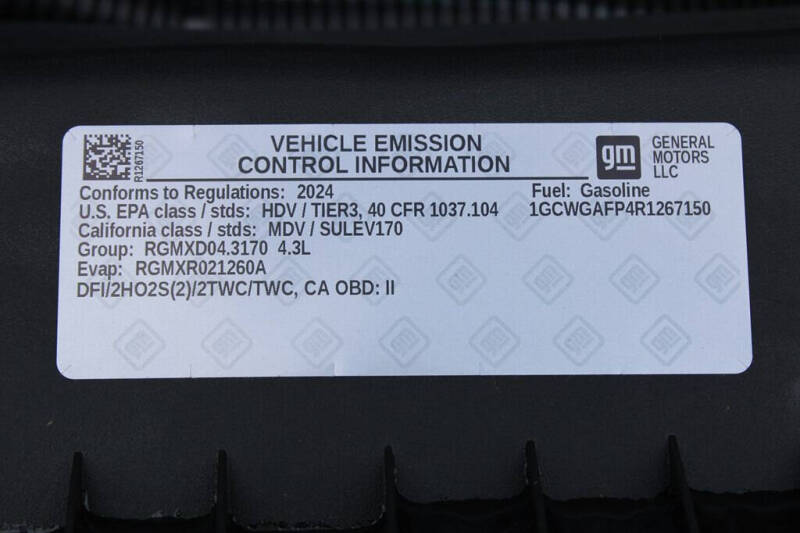 R1267150
VEHICLE EMISSION
CONTROL INFORMATION
gm
GENERAL
MOTORS
LLC
Conforms to Regulations: 2024
Fuel: Gasoline
U.S. EPA class / stds: HDV / TIER3, 40 CFR 1037.104
1GCWGAFP4R1267150
California class / stds: MDV / SULEV170
Group: RGMXD04.3170 4.3L
Evap: RGMXR021260A
DFI/2HO2S(2)/2TWC/TWC, CA OBD: II